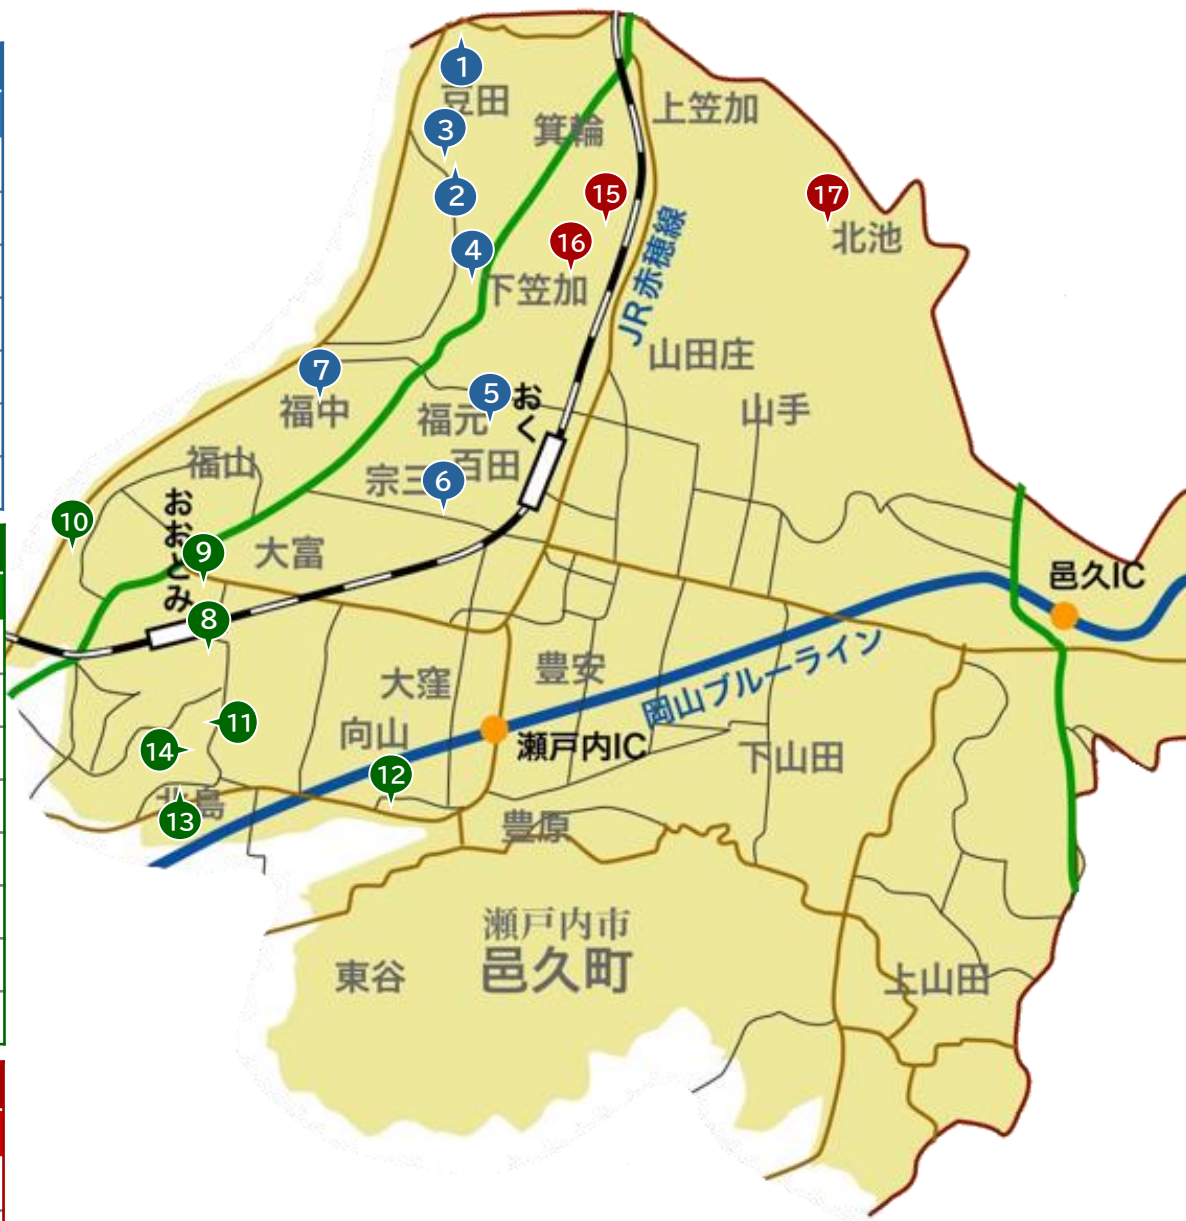 1
豆田
上笠加
3
箕輪
2
15
17
北池
4
16
下笠加
JR赤穂線
山田庄
7
5
おく
福中
福元
山手
福山
宗三
6
百田
10
おおとみ
9
大富
邑久IC
8
豊安
大窪
岡山ブルーライン
11
向山
14
瀬戸内IC
下山田
12
北島
13
豊原
瀬戸内市
邑久町
東谷
上山田